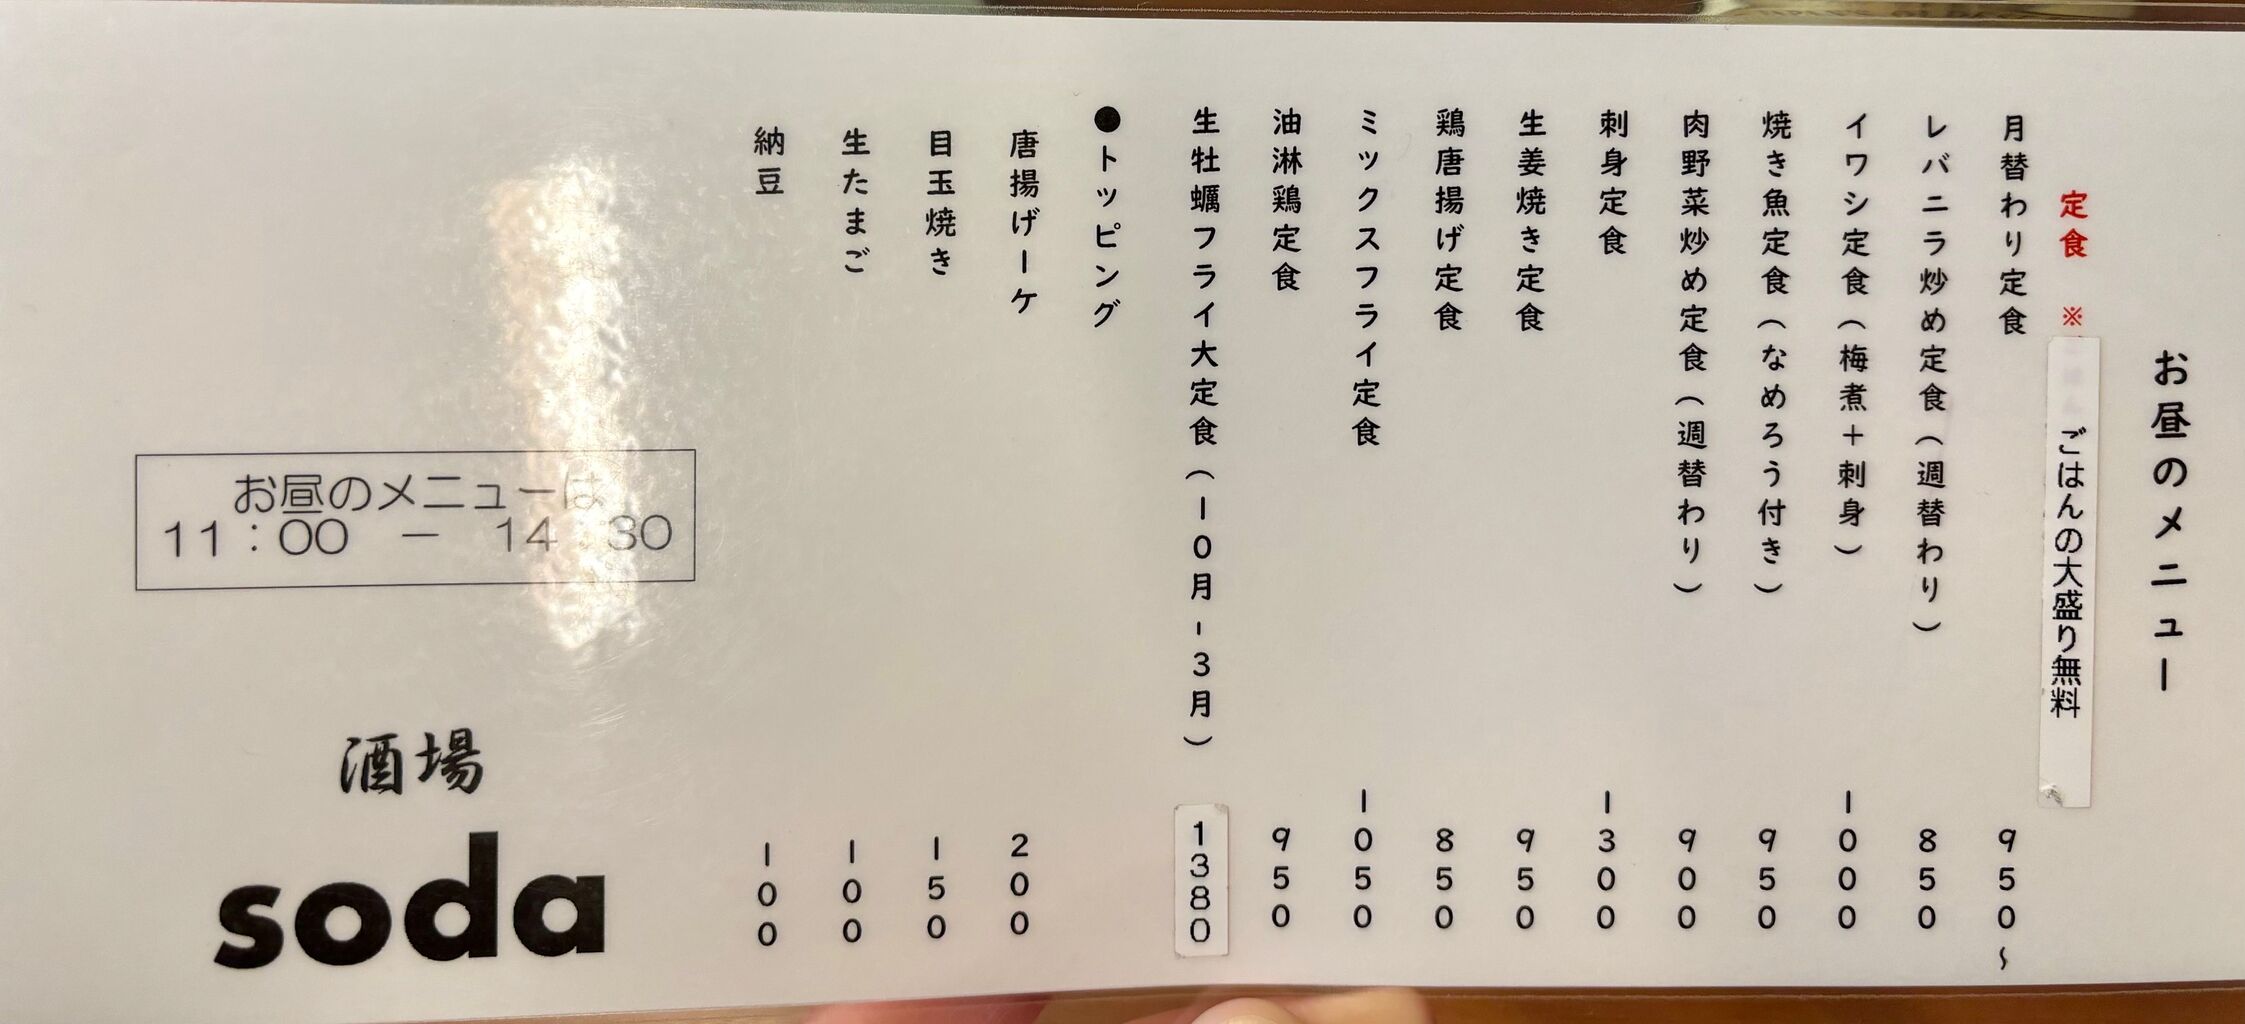 お昼のメニュー
定食 ※ ごはんの大盛り無料
月替わり定食 950~
レバニラ炒め定食(週替わり) 850
イワシ定食(梅煮+刺身) 1000
焼き魚定食(なめろう付き) 950
肉野菜炒め定食(週替わり) 900
刺身定食 1300
生姜焼き定食 950
鶏唐揚げ定食 850
ミックスフライ定食 1050
油淋鶏定食 950
生牡蠣フライ大定食(10月-3月) 1380
●トッピング
唐揚げ一ケ 200
目玉焼き 150
生たまご 100
納豆 100
お昼のメニューは
11:00 - 14:30
酒場
soda